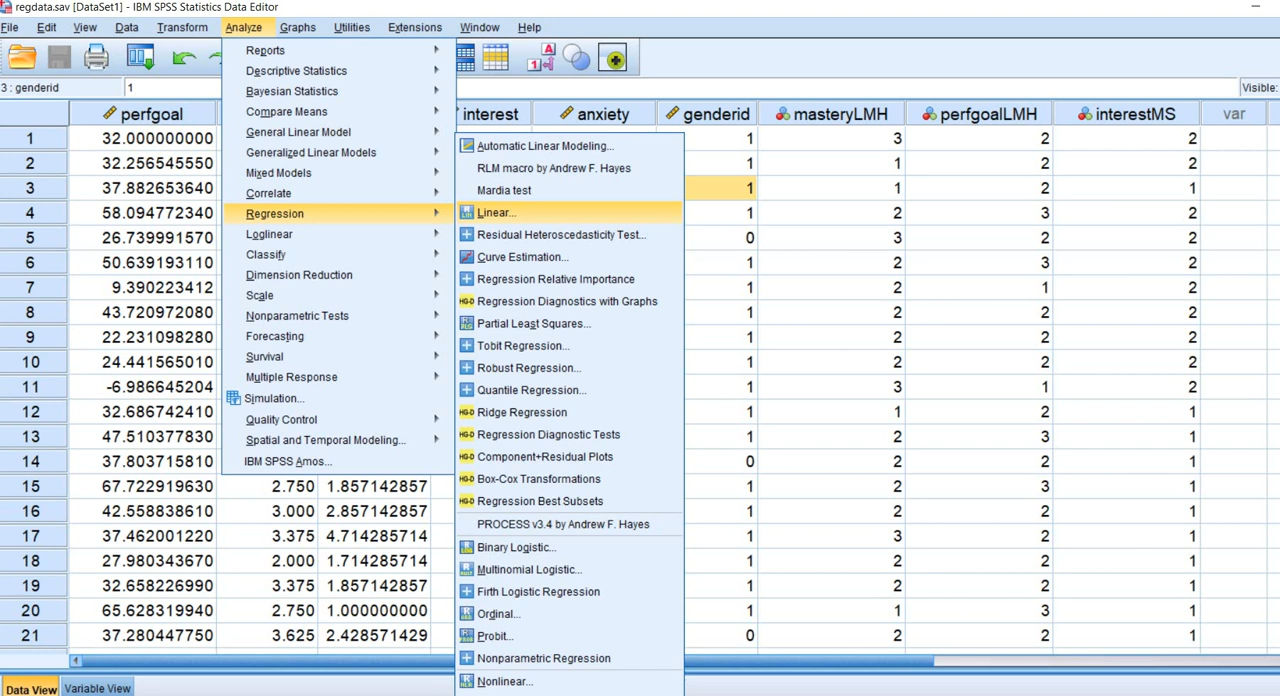 regdata.sav [DataSet1] - IBM SPSS Statistics Data Editor
File Edit View Data Transform Analyze Graphs Utilities Extensions Window Help
3 : genderid 1 Visible:
perfgoal interest anxiety genderid masteryLMH perfgoalLMH interestMS var
1 32.000000000 1 3 2 2
2 32.256545550 1 1 2 2
3 37.882653640 1 1 2 1
4 58.094772340 1 2 3 2
5 26.739991570 0 3 2 2
6 50.639193110 1 2 3 2
7 9.390223412 1 2 1 2
8 43.720972080 1 2 2 2
9 22.231098280 1 2 2 2
10 24.441565010 1 2 2 2
11 -6.986645204 1 3 1 2
12 32.686742410 1 1 2 1
13 47.510377830 1 2 3 1
14 37.803715810 0 2 2 1
15 67.722919630 2.750 1.857142857 1 2 3 1
16 42.558838610 3.000 2.857142857 1 2 2 1
17 37.462001220 3.375 4.714285714 1 3 2 1
18 27.980343670 2.000 1.714285714 1 2 2 1
19 32.658226990 3.375 1.857142857 1 2 2 1
20 65.628319940 2.750 1.000000000 1 1 3 1
21 37.280447750 3.625 2.428571429 0 2 2 1
Reports
Descriptive Statistics
Bayesian Statistics
Compare Means
General Linear Model
Generalized Linear Models
Mixed Models
Correlate
Regression
Loglinear
Classify
Dimension Reduction
Scale
Nonparametric Tests
Forecasting
Survival
Multiple Response
Simulation...
Quality Control
Spatial and Temporal Modeling...
IBM SPSS Amos...
Automatic Linear Modeling...
RLM macro by Andrew F. Hayes
Mardia test
Linear...
Residual Heteroscedasticity Test...
Curve Estimation...
Regression Relative Importance
Regression Diagnostics with Graphs
Partial Least Squares...
Tobit Regression...
Robust Regression...
Quantile Regression...
Ridge Regression
Regression Diagnostic Tests
Component+Residual Plots
Box-Cox Transformations
Regression Best Subsets
PROCESS v3.4 by Andrew F. Hayes
Binary Logistic...
Multinomial Logistic...
Firth Logistic Regression
Ordinal...
Probit...
Nonparametric Regression
Nonlinear...
Data View Variable View